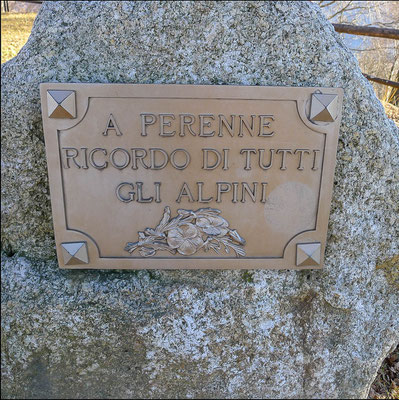 A PERENNE
RICORDO DI TUTTI
GLI ALPINI